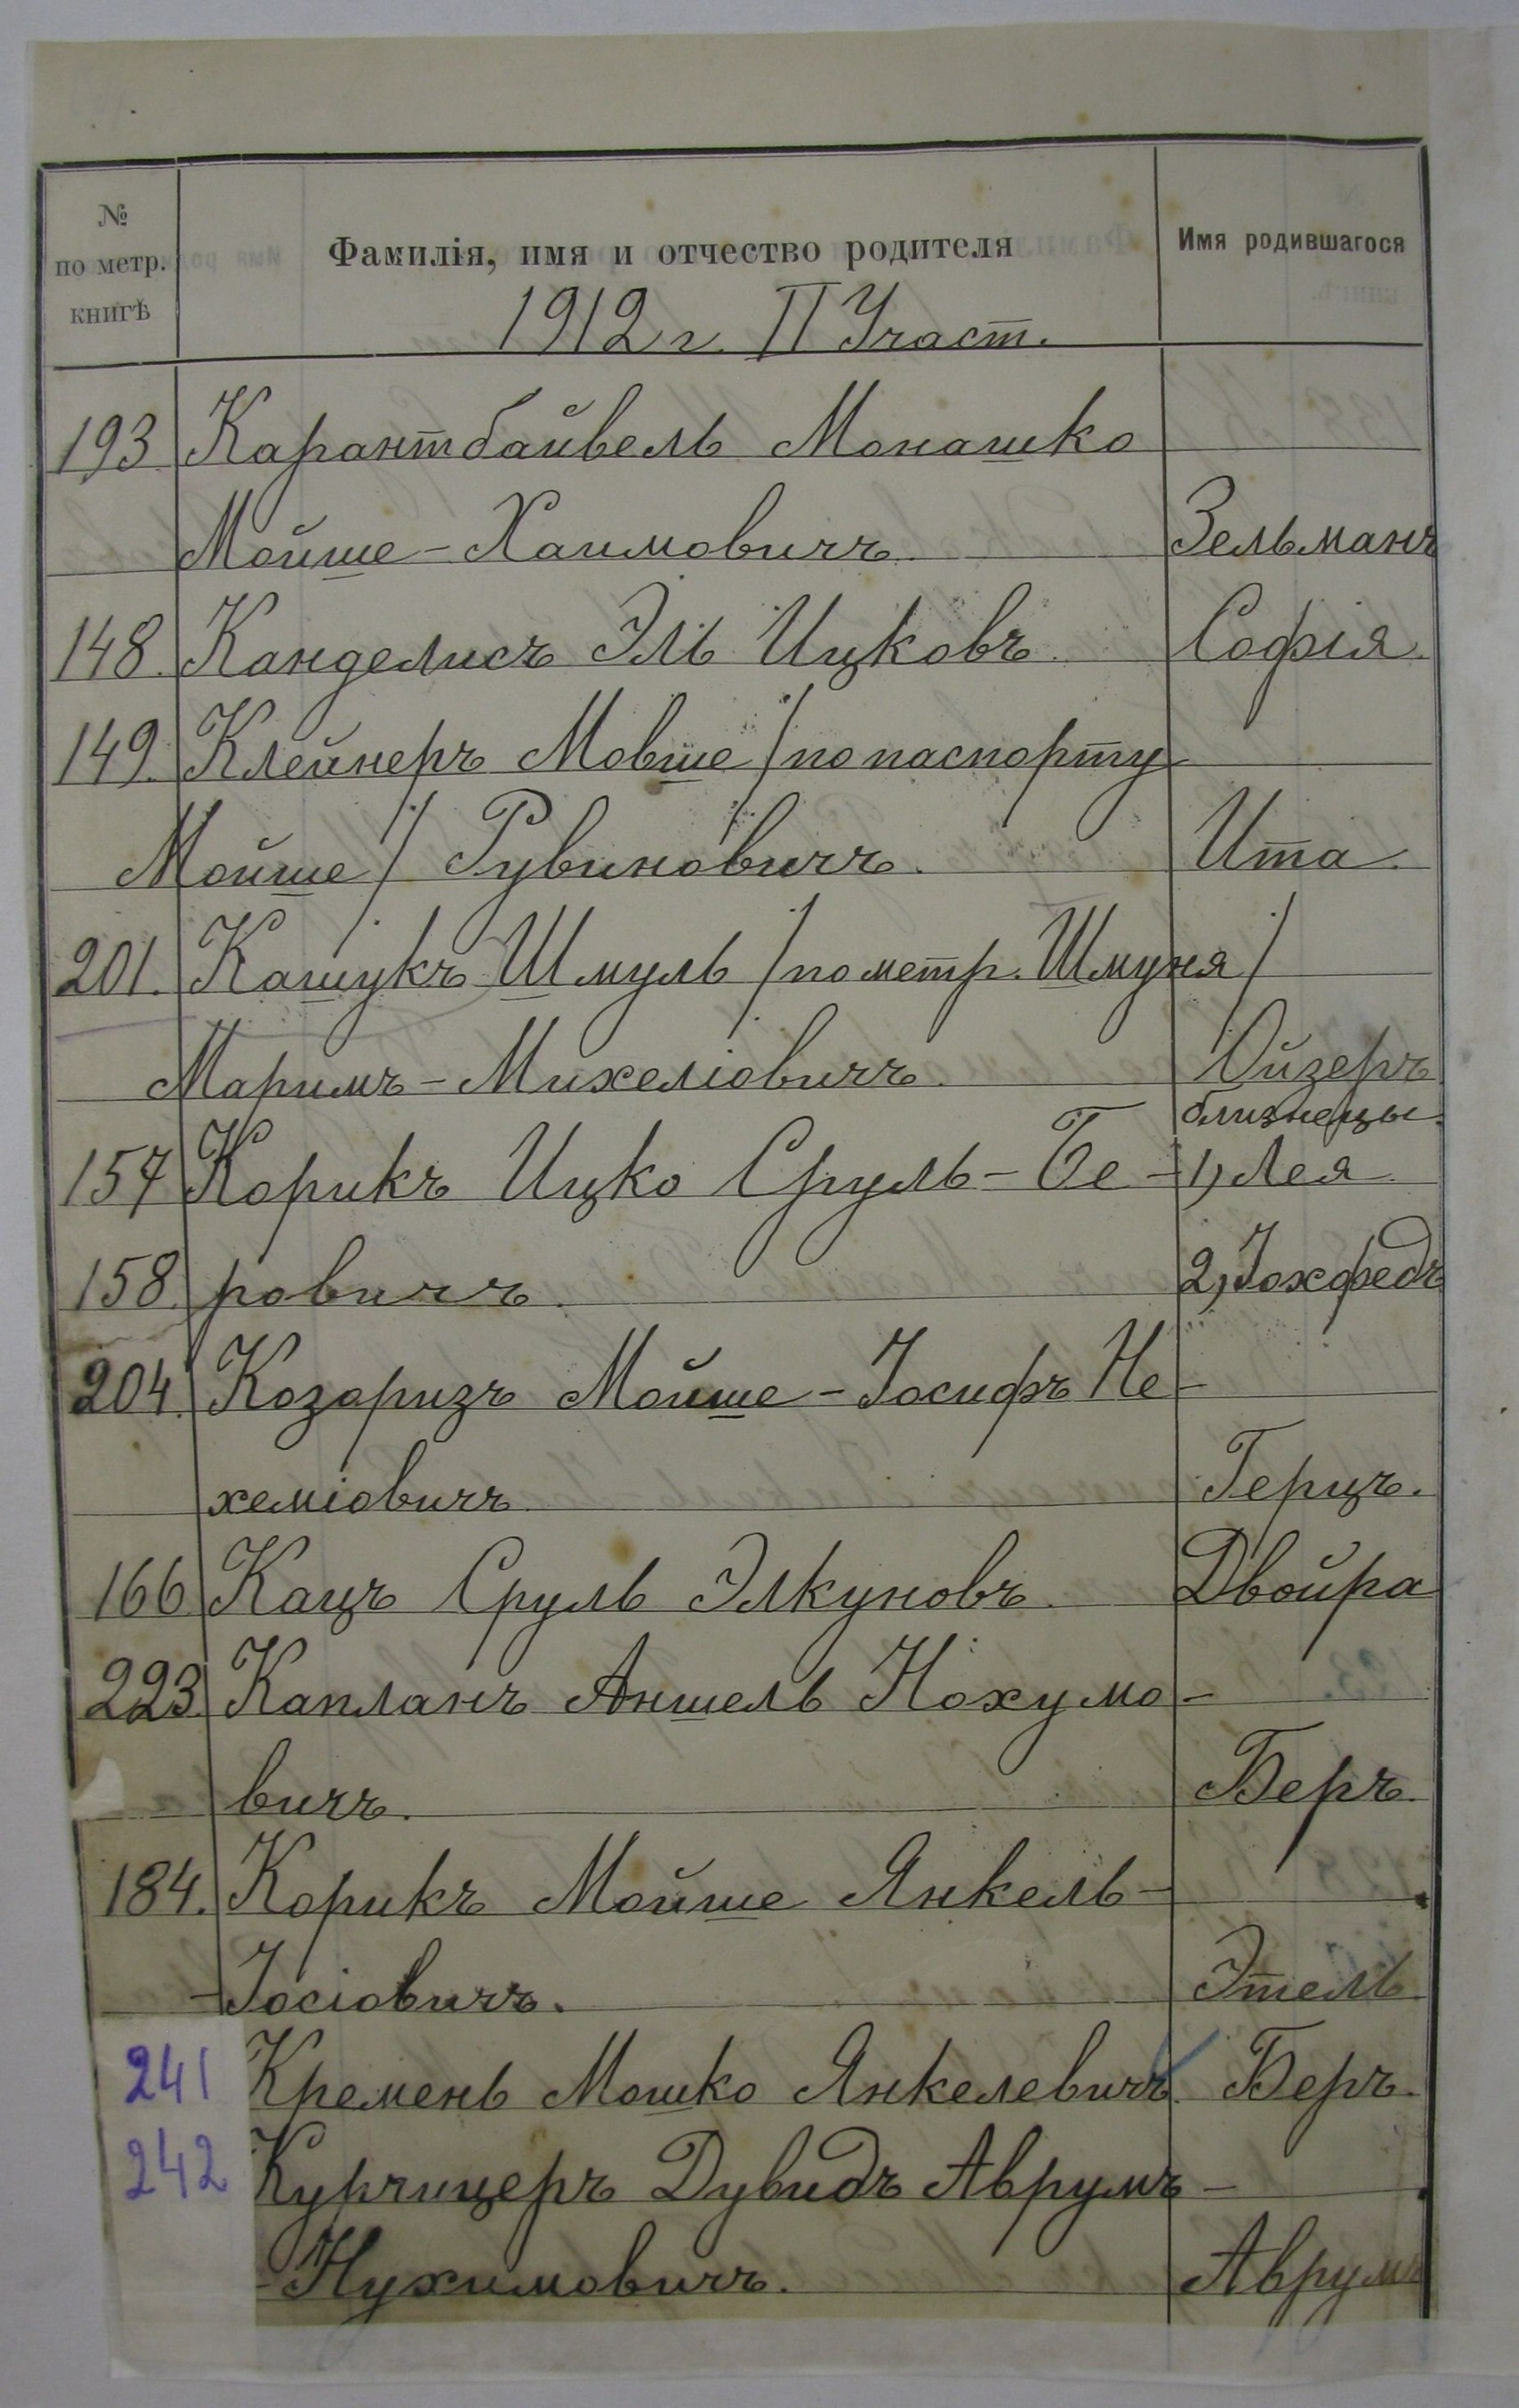 № по метр. книгѣ
Фамилія, имя и отчество родителя
Имя родившагося
1912 г. II Участ.
193 Карантбайвель Монашко
Мойше-Хаимовичъ. Зельманъ
148. Канделисъ Эль Ицковъ. Софія.
149. Клейнеръ Мовше /по паспорту
Мойше/ Рувиновичъ. Ита.
201. Кашукъ Шмуль /по метр. Шмуня/
Маримъ-Михеліовичъ. Ойзеръ
близнецы.
157 Корикъ Ицко Сруль-Бе- 1, Лея.
158. ровичъ. 2, Іохфедъ
204. Козоризъ Мойше-Іосифъ Не-
хеміовичъ. Герцъ.
166 Кацъ Сруль Элкуновъ. Двойра
223 Капланъ Аншель Нохумо-
вичъ. Беръ.
184. Корикъ Мойше Янкель-
-Іосіовичъ. Этель
241 Кремень Мошко Янкелевичъ. Беръ.
242 Курчицеръ Дувидъ Аврумъ-
-Нухимовичъ. Аврумъ